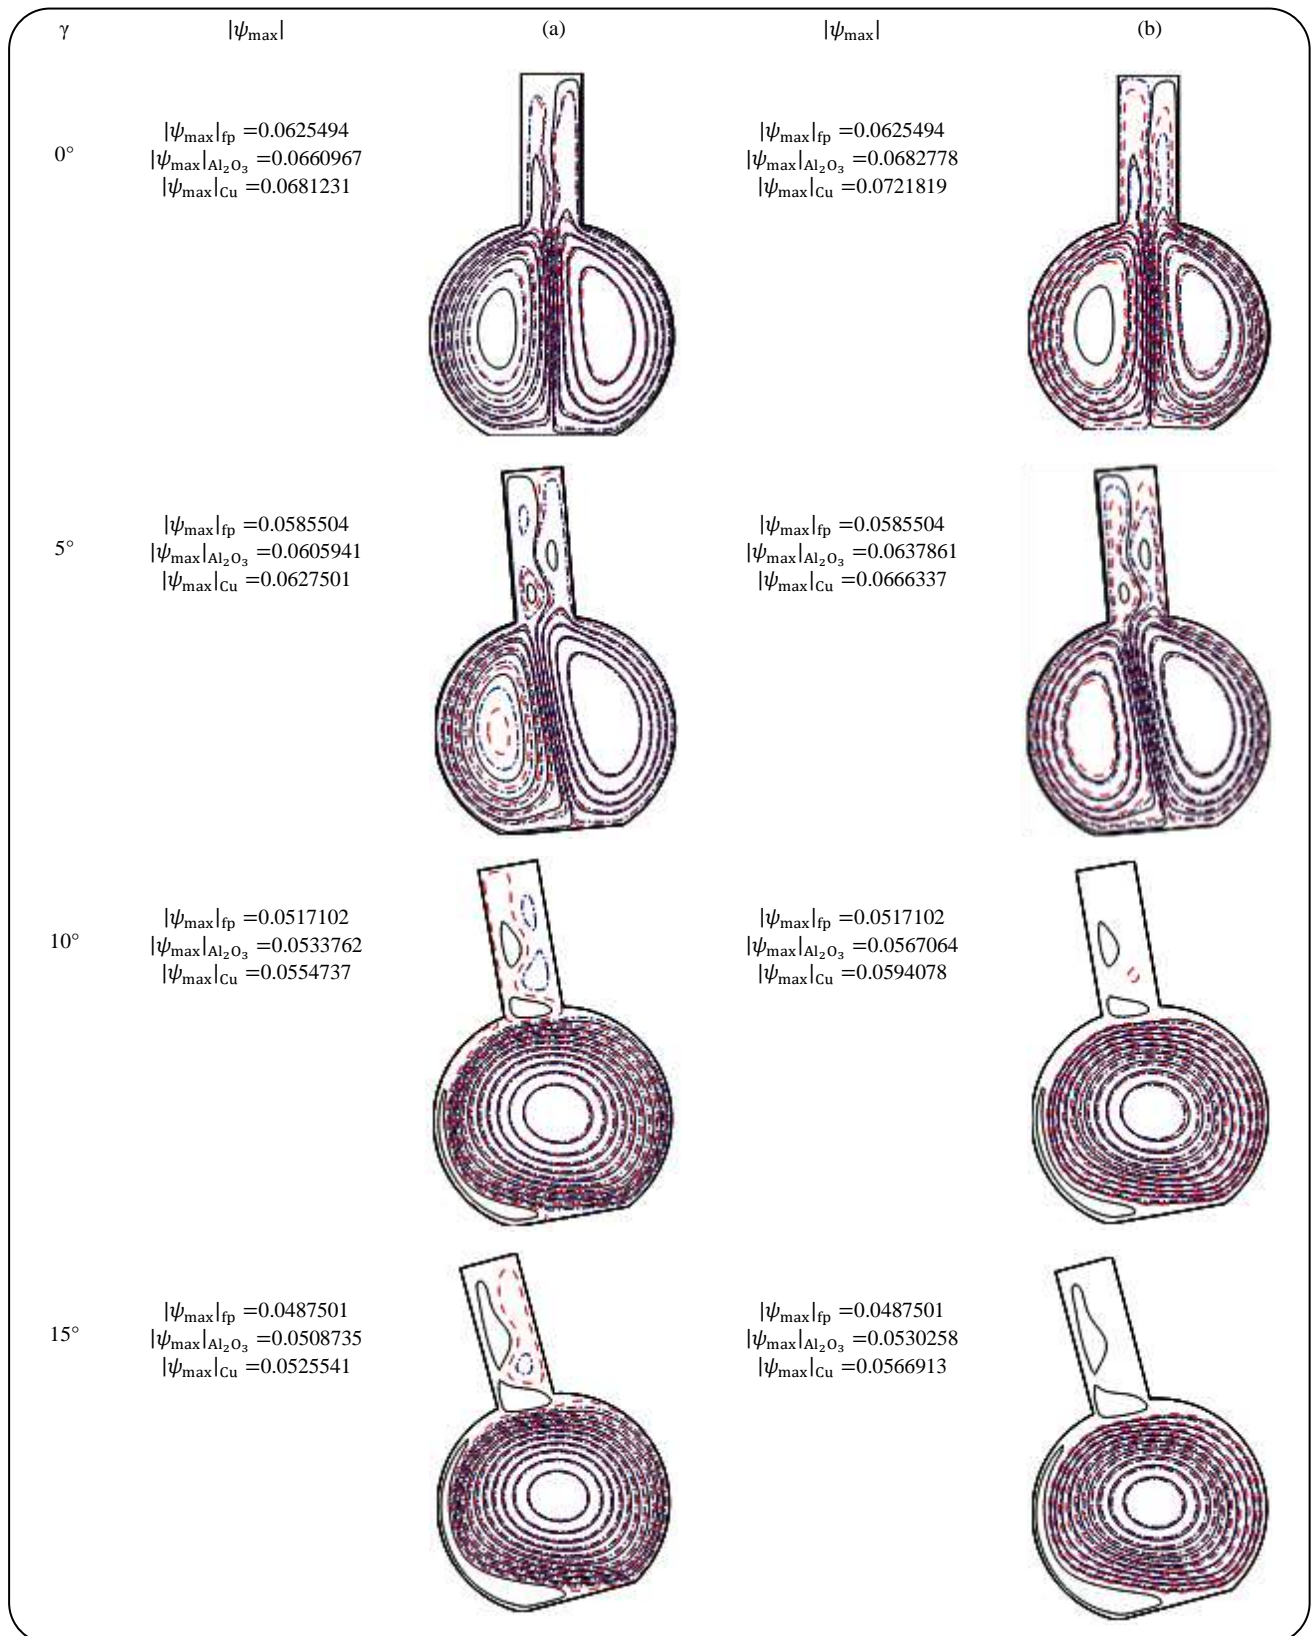 γ |ψmax| (a) |ψmax| (b)
|ψmax|fp =0.0625494 |ψmax|fp =0.0625494
0° |ψmax|Al₂O₃ =0.0660967 |ψmax|Al₂O₃ =0.0682778
|ψmax|Cu =0.0681231 |ψmax|Cu =0.0721819
|ψmax|fp =0.0585504 |ψmax|fp =0.0585504
5° |ψmax|Al₂O₃ =0.0605941 |ψmax|Al₂O₃ =0.0637861
|ψmax|Cu =0.0627501 |ψmax|Cu =0.0666337
|ψmax|fp =0.0517102 |ψmax|fp =0.0517102
10° |ψmax|Al₂O₃ =0.0533762 |ψmax|Al₂O₃ =0.0567064
|ψmax|Cu =0.0554737 |ψmax|Cu =0.0594078
|ψmax|fp =0.0487501 |ψmax|fp =0.0487501
15° |ψmax|Al₂O₃ =0.0508735 |ψmax|Al₂O₃ =0.0530258
|ψmax|Cu =0.0525541 |ψmax|Cu =0.0566913